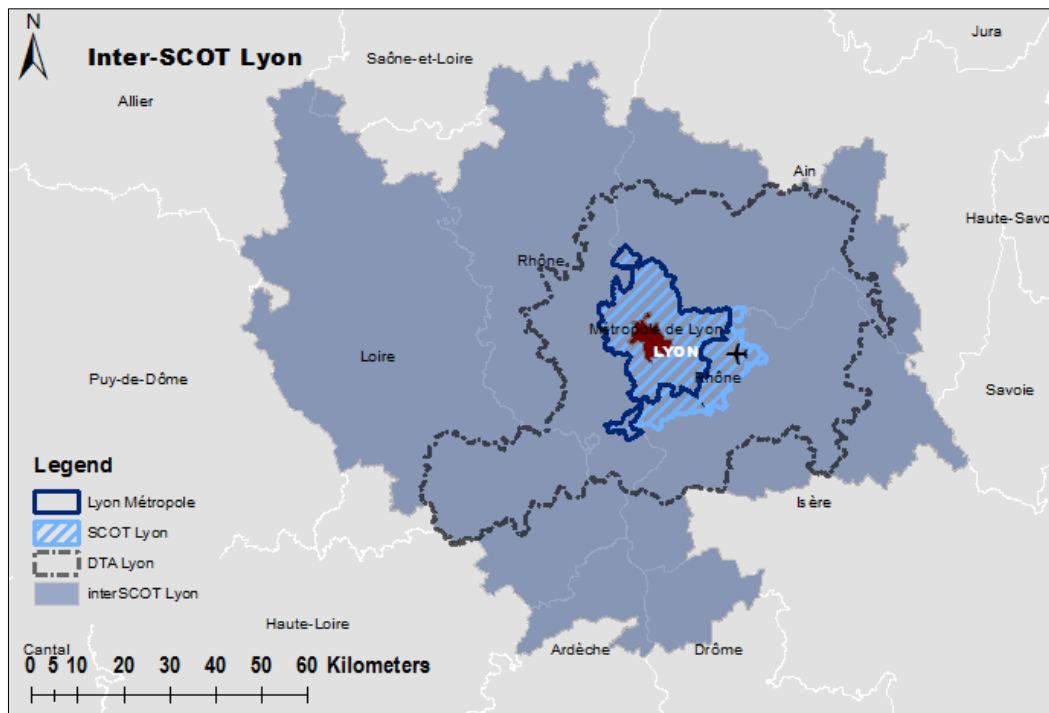 N
Inter-SCOT Lyon
Jura
Saône-et-Loire
Allier
Ain
Haute-Savo
Rhône
Métropole de Lyon
LYON
Loire
Rhône
Puy-de-Dôme
Savoie
Legend
Lyon Métropole
SCOT Lyon
DTA Lyon
interSCOT Lyon
Isère
Haute-Loire
Cantal
Ardèche
Drôme
0 5 10 20 30 40 50 60 Kilometers